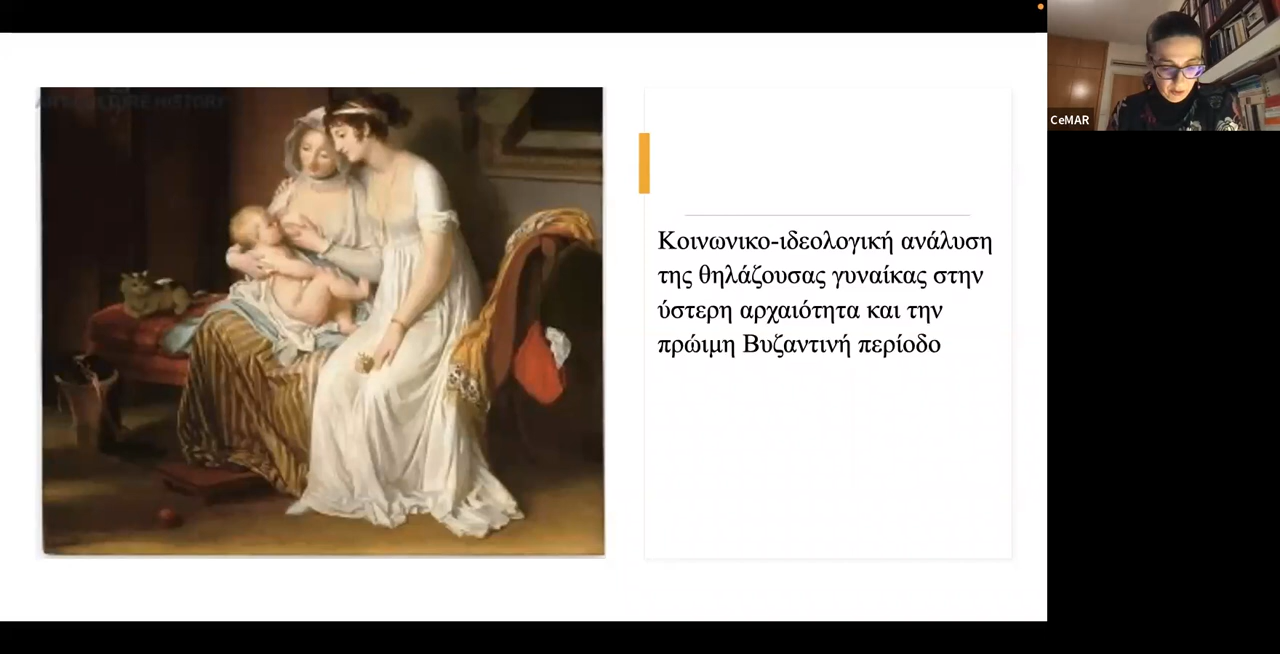 Κοινωνικο-ιδεολογική ανάλυση
της θηλάζουσας γυναίκας στην
ύστερη αρχαιότητα και την
πρώιμη Βυζαντινή περίοδο
CeMAR